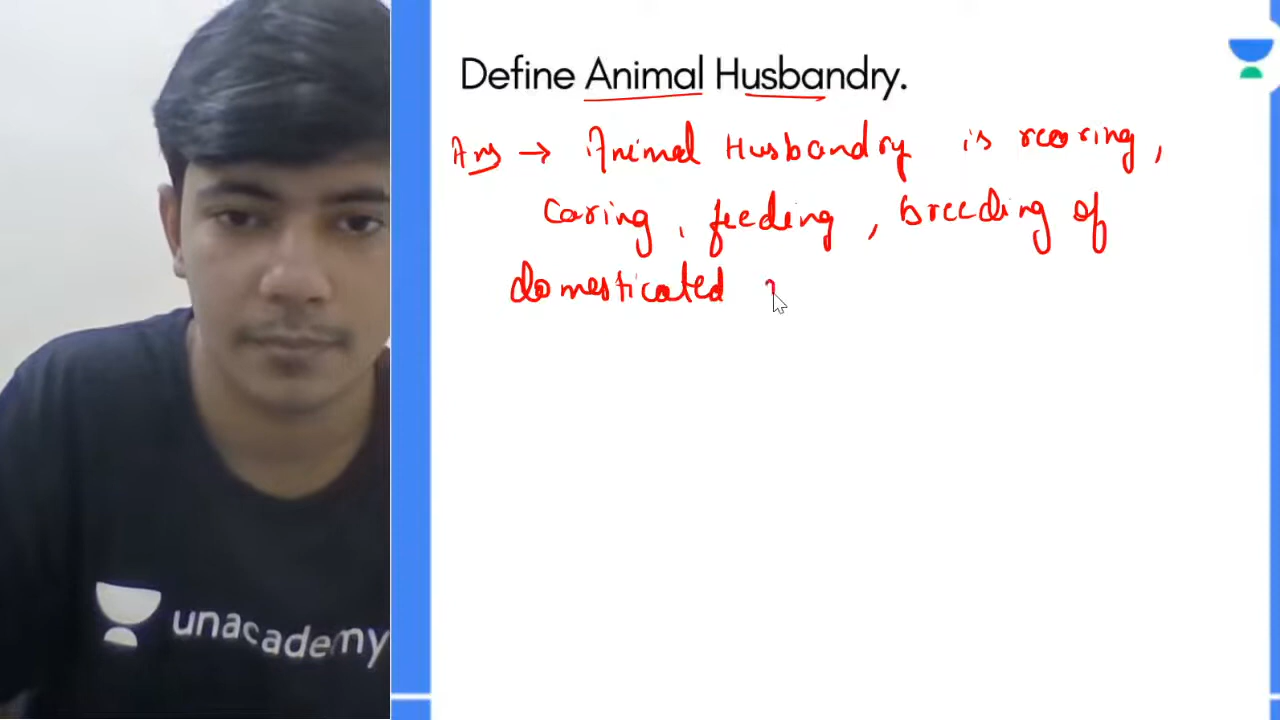 Define Animal Husbandry.
Ans → Animal Husbandry is rearing,
caring, feeding, breeding of
domesticated
unacademy